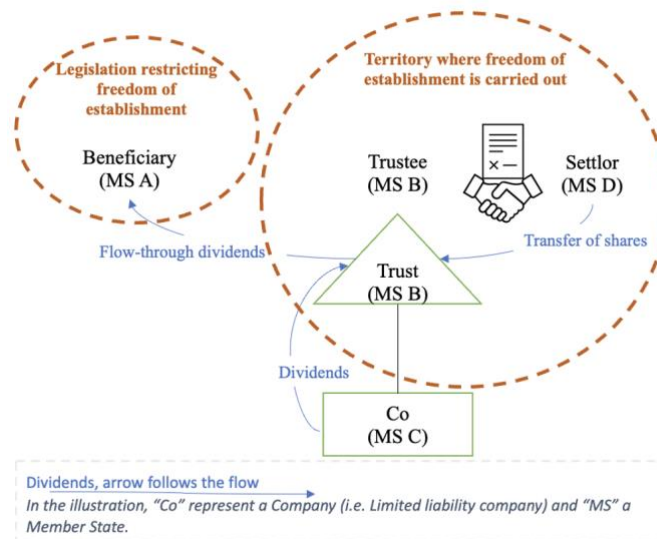 Legislation restricting
freedom of
establishment
Beneficiary
(MS A)
Territory where freedom of
establishment is carried out
Trustee
(MS B)
Settlor
(MS D)
Flow-through dividends
Transfer of shares
Trust
(MS B)
Dividends
Co
(MS C)
Dividends, arrow follows the flow
In the illustration, “Co” represent a Company (i.e. Limited liability company) and “MS” a
Member State.